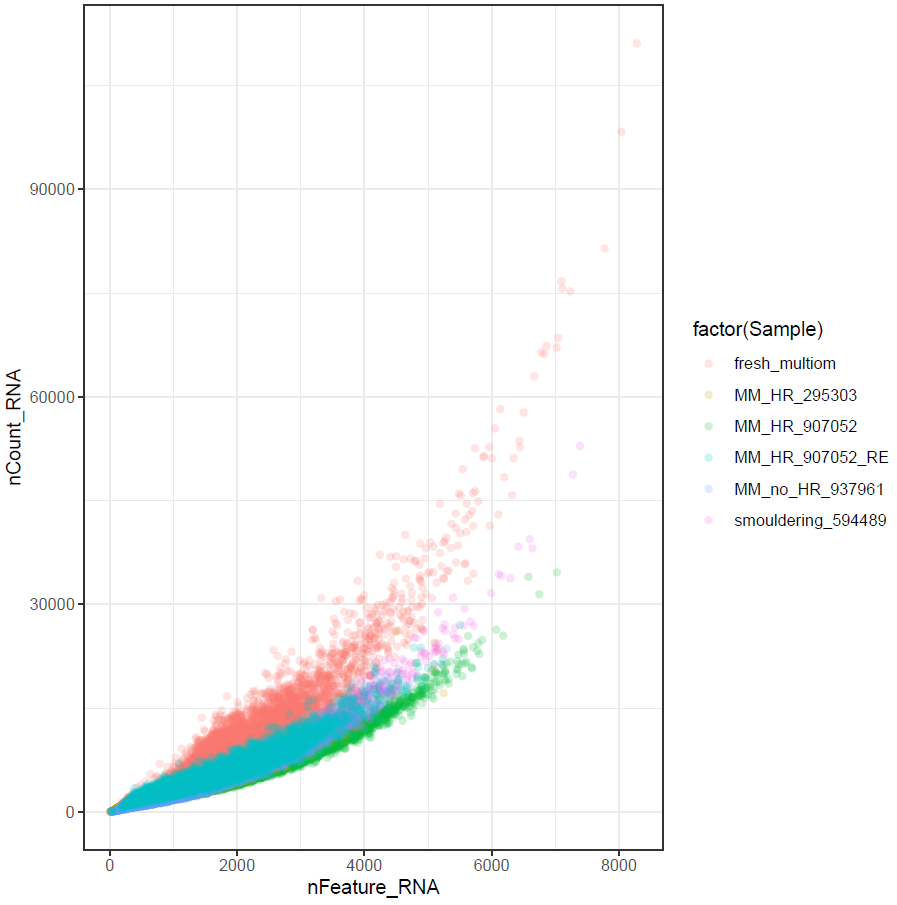 nCount_RNA
90000
60000
30000
0
0 2000 4000 6000 8000
nFeature_RNA
factor(Sample)
fresh_multiom
MM_HR_295303
MM_HR_907052
MM_HR_907052_RE
MM_no_HR_937961
smouldering_594489